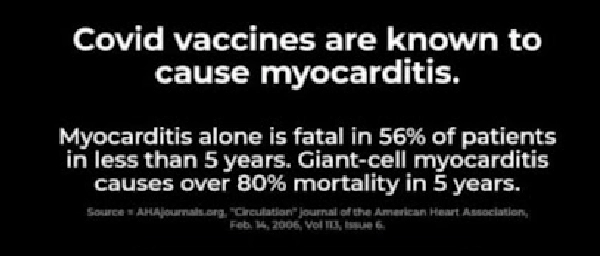 Covid vaccines are known to
cause myocarditis.
Myocarditis alone is fatal in 56% of patients
in less than 5 years. Giant-cell myocarditis
causes over 80% mortality in 5 years.
Source = AHAjournals.org, "Circulation" journal of the American Heart Association,
Feb. 14, 2006, Vol 113, Issue 6.